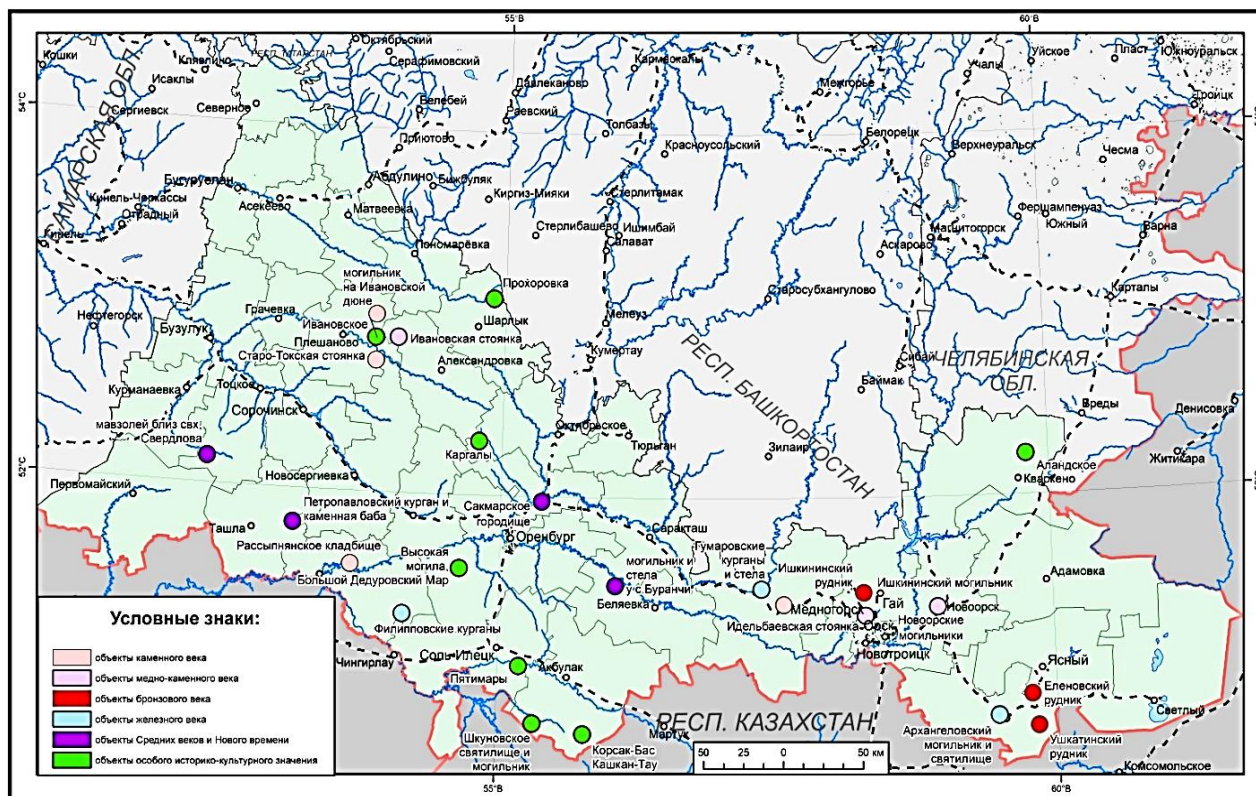 55°В
60°В
Кошки
Клявлино
РЕСП. ТАТАРСТАН
Октябрьский
Серафимовский
Кармаскалы
Учалы
Уйское
Пласт
Южноуральск
Исаклы
Давлеканово
Межгорье
54°С
Сергиевск
Северное
Белебей
Раевский
Троицк
Приютово
Толбазы
Белорецк
САМАРСКАЯ ОБЛ.
Красноусольский
Верхнеуральск
Чесма
Бугуруслан
Абдулино
Бижбуляк
Киргиз-Мияки
Стерлитамак
Кинель-Черкассы
Отрадный
Асекеево
Матвеевка
Фершампенуаз
Южный
Кинель
Стерлибашево
Ишимбай
Салават
Магнитогорск
Варна
Пономарёвка
Аскарово
могильник
на Ивановской
дюне
Прохоровка
Старосубхангулово
Карталы
Нефтегорск
Грачевка
Шарлык
Мелеуз
Бузулук
Ивановское
Плешаново
Ивановская стоянка
Старо-Токская стоянка
Александровка
Кумертау
РЕСП. БАШКОРТОСТАН
Сибай
ЧЕЛЯБИНСКАЯ
ОБЛ.
Курманаевка
Тоцкое
Баймак
Бреды
Денисовка
Сорочинск
мавзолей близ свх.
Свердлова
Октябрьское
Тюльган
Каргалы
Зилаир
Житикара
52°С
Новосергиевка
Аландское
Кваркено
Первомайский
Петропавловский курган и
каменная баба
Сакмарское
городище
Ташла
Оренбург
Саракташ
Рассыпнянское кладбище
Высокая
могила
Гумаровские
курганы
и стела
Ишкининский
рудник
Большой Дедуровский Мар
могильник и
стела
у с.Буранчи
Ишкининский могильник
Адамовка
Беляевка
Медногорск
Гай
Новоорск
Идельбаевская стоянка
Орск
Новоорские
могильники
Филипповские курганы
Новотроицк
Чингирлау
Соль-Илецк
Акбулак
Ясный
Пятимары
Еленовский
рудник
Светлый
РЕСП. КАЗАХСТАН
Мартук
Шкуновское
святилище и
могильник
Корсак-Бас
Кашкан-Тау
Архангеловский
могильник и
святилище
Ушкатинский
рудник
50 25 0 50 км
Комсомольское
Условные знаки:
объекты каменного века
объекты медно-каменного века
объекты бронзового века
объекты железного века
объекты Средних веков и Нового времени
объекты особого историко-культурного значения
55°В
60°В